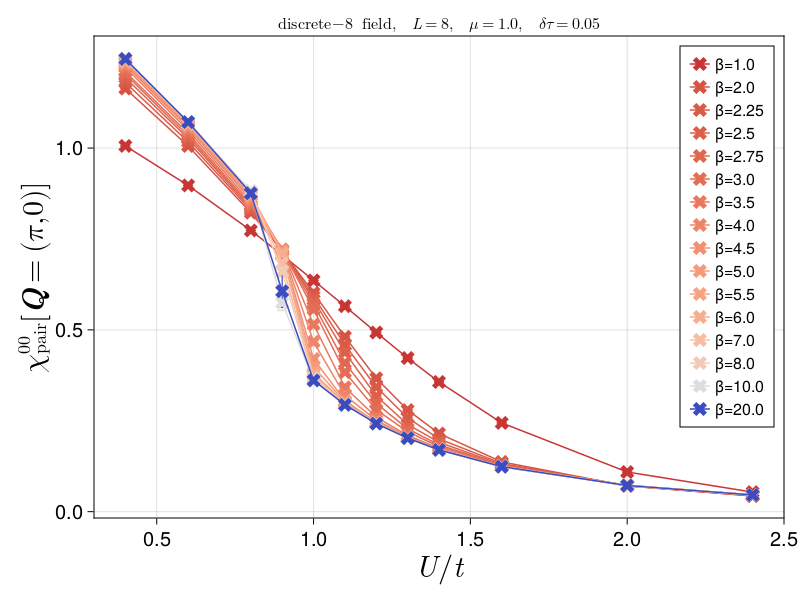 discrete−8 field, L = 8, μ = 1.0, δτ = 0.05
χ⁰⁰pair[Q = (π,0)]
1.0
0.5
0.0
β=1.0
β=2.0
β=2.25
β=2.5
β=2.75
β=3.0
β=3.5
β=4.0
β=4.5
β=5.0
β=5.5
β=6.0
β=7.0
β=8.0
β=10.0
β=20.0
0.5 1.0 1.5 2.0 2.5
U/t